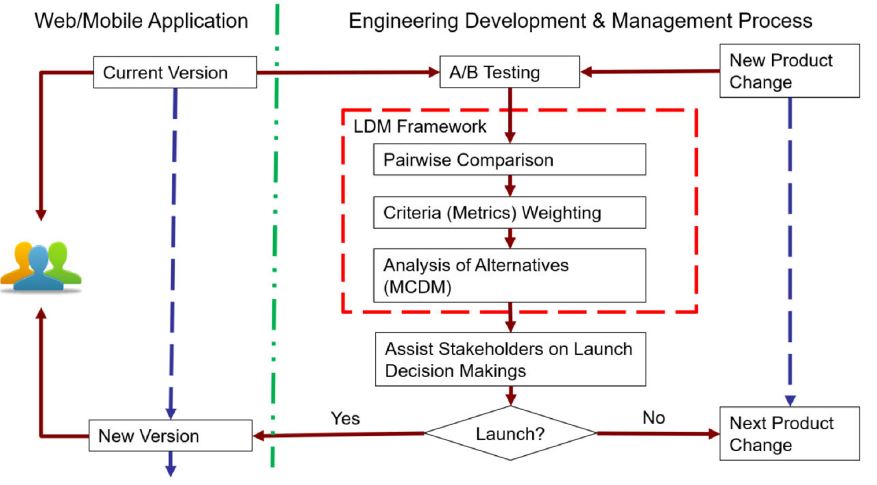 Web/Mobile Application
Engineering Development & Management Process
Current Version
A/B Testing
New Product
Change
LDM Framework
Pairwise Comparison
Criteria (Metrics) Weighting
Analysis of Alternatives
(MCDM)
Assist Stakeholders on Launch
Decision Makings
New Version
Yes
Launch?
No
Next Product
Change